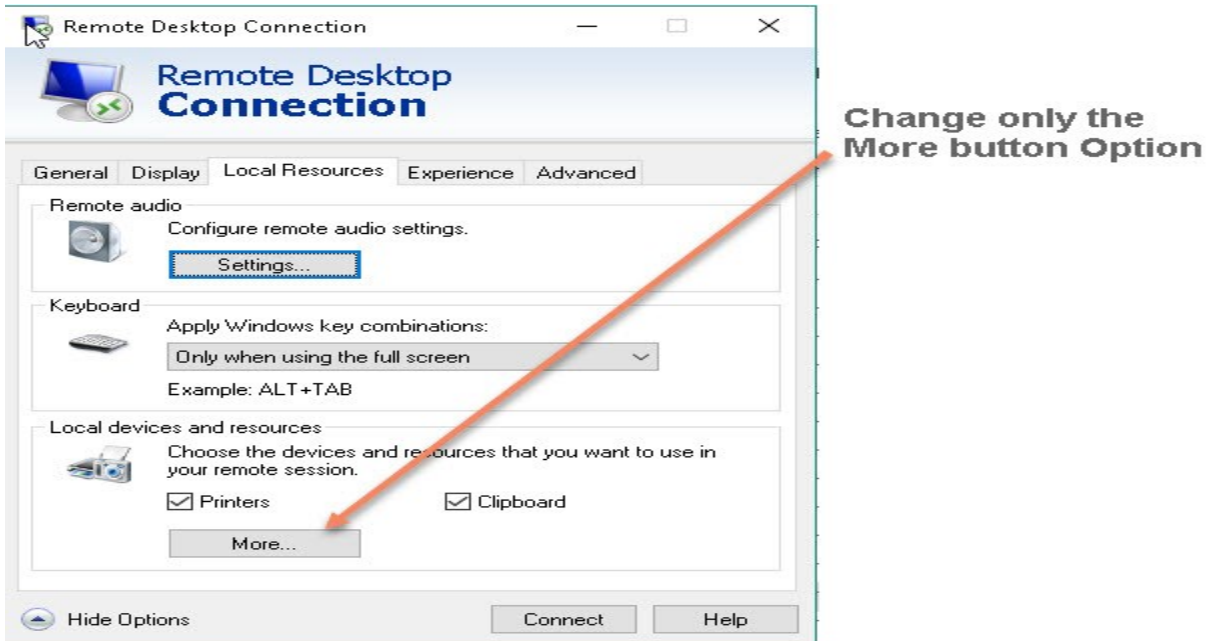 Remote Desktop Connection
Remote Desktop
Connection
Change only the
More button Option
General Display Local Resources Experience Advanced
Remote audio
Configure remote audio settings.
Settings...
Keyboard
Apply Windows key combinations:
Only when using the full screen
Example: ALT+TAB
Local devices and resources
Choose the devices and resources that you want to use in
your remote session.
Printers Clipboard
More...
Hide Options Connect Help